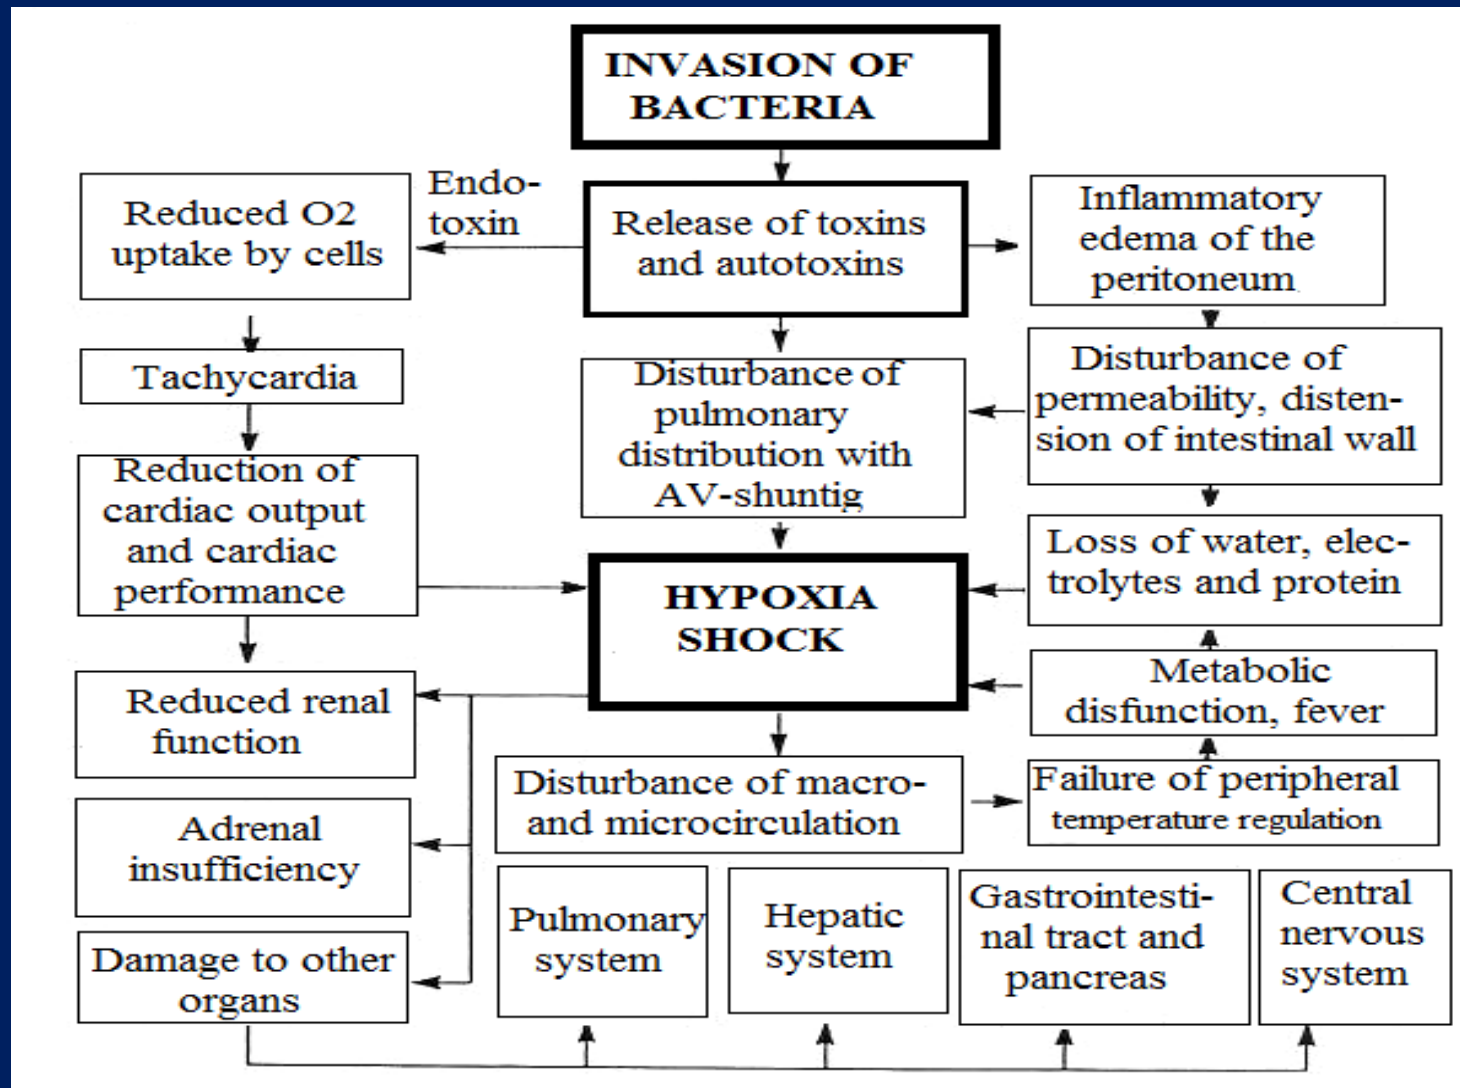 INVASION OF
BACTERIA
Endo-
toxin
Reduced O2
uptake by cells
Release of toxins
and autotoxins
Inflammatory
edema of the
peritoneum
Tachycardia
Disturbance of
pulmonary
distribution with
AV-shuntig
Disturbance of
permeability, disten-
sion of intestinal wall
Reduction of
cardiac output
and cardiac
performance
HYPOXIA
SHOCK
Loss of water, elec-
trolytes and protein
Reduced renal
function
Metabolic
disfunction, fever
Disturbance of macro-
and microcirculation
Failure of peripheral
temperature regulation
Adrenal
insufficiency
Pulmonary
system
Hepatic
system
Gastrointesti-
nal tract and
pancreas
Central
nervous
system
Damage to other
organs